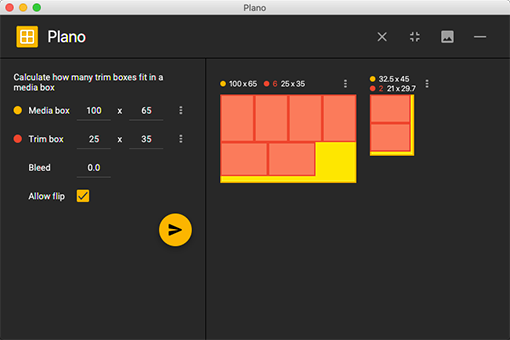 Plano
Plano
Calculate how many trim boxes fit in a
media box
Media box 100 x 65
Trim box 25 x 35
Bleed 0.0
Allow flip
100 x 65 6 25 x 35
32.5 x 45
2 21 x 29.7